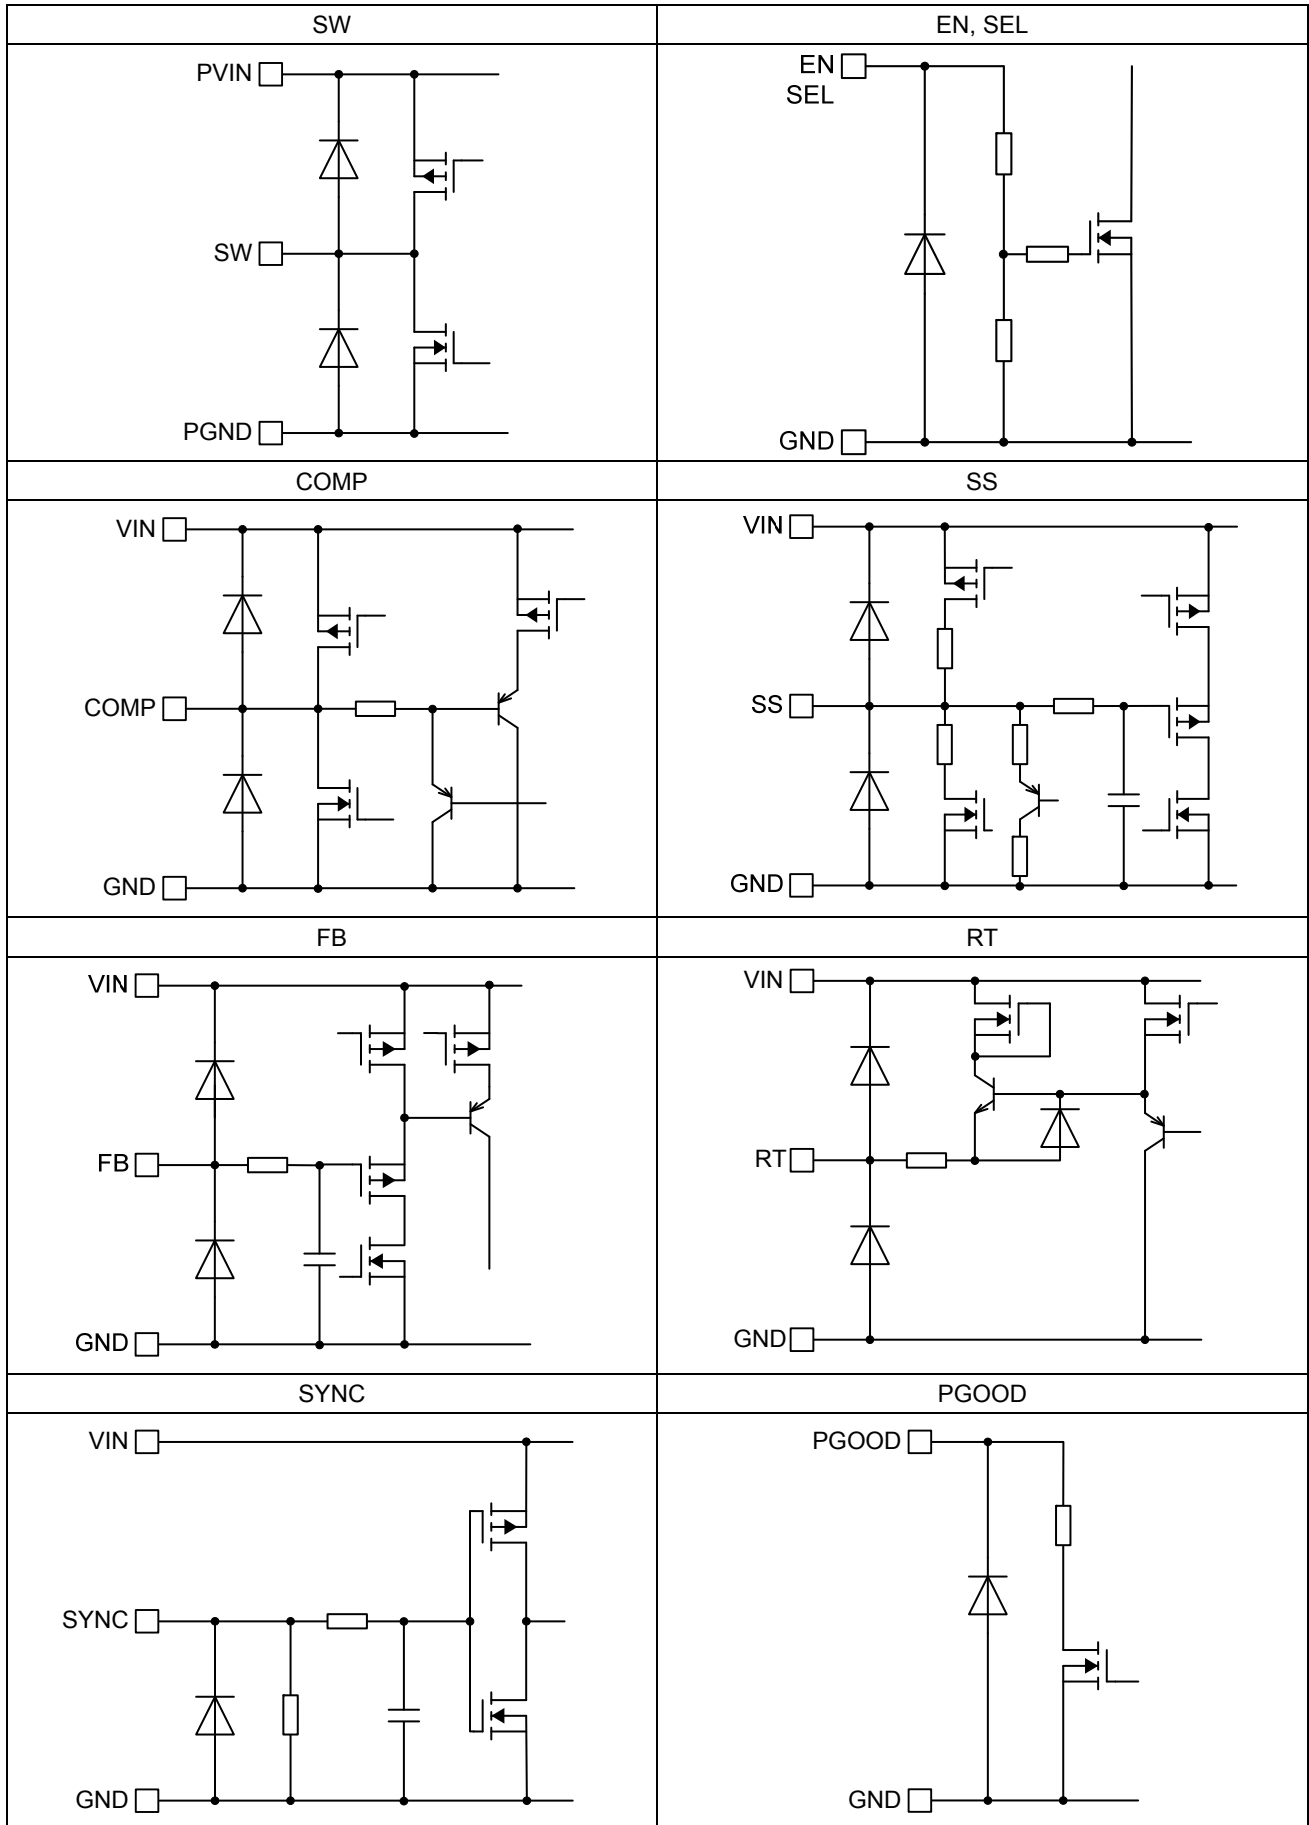 SW
PVIN
SW
PGND
EN, SEL
EN
SEL
GND
COMP
VIN
COMP
GND
SS
VIN
SS
GND
FB
VIN
FB
GND
RT
VIN
RT
GND
SYNC
VIN
SYNC
GND
PGOOD
PGOOD
GND